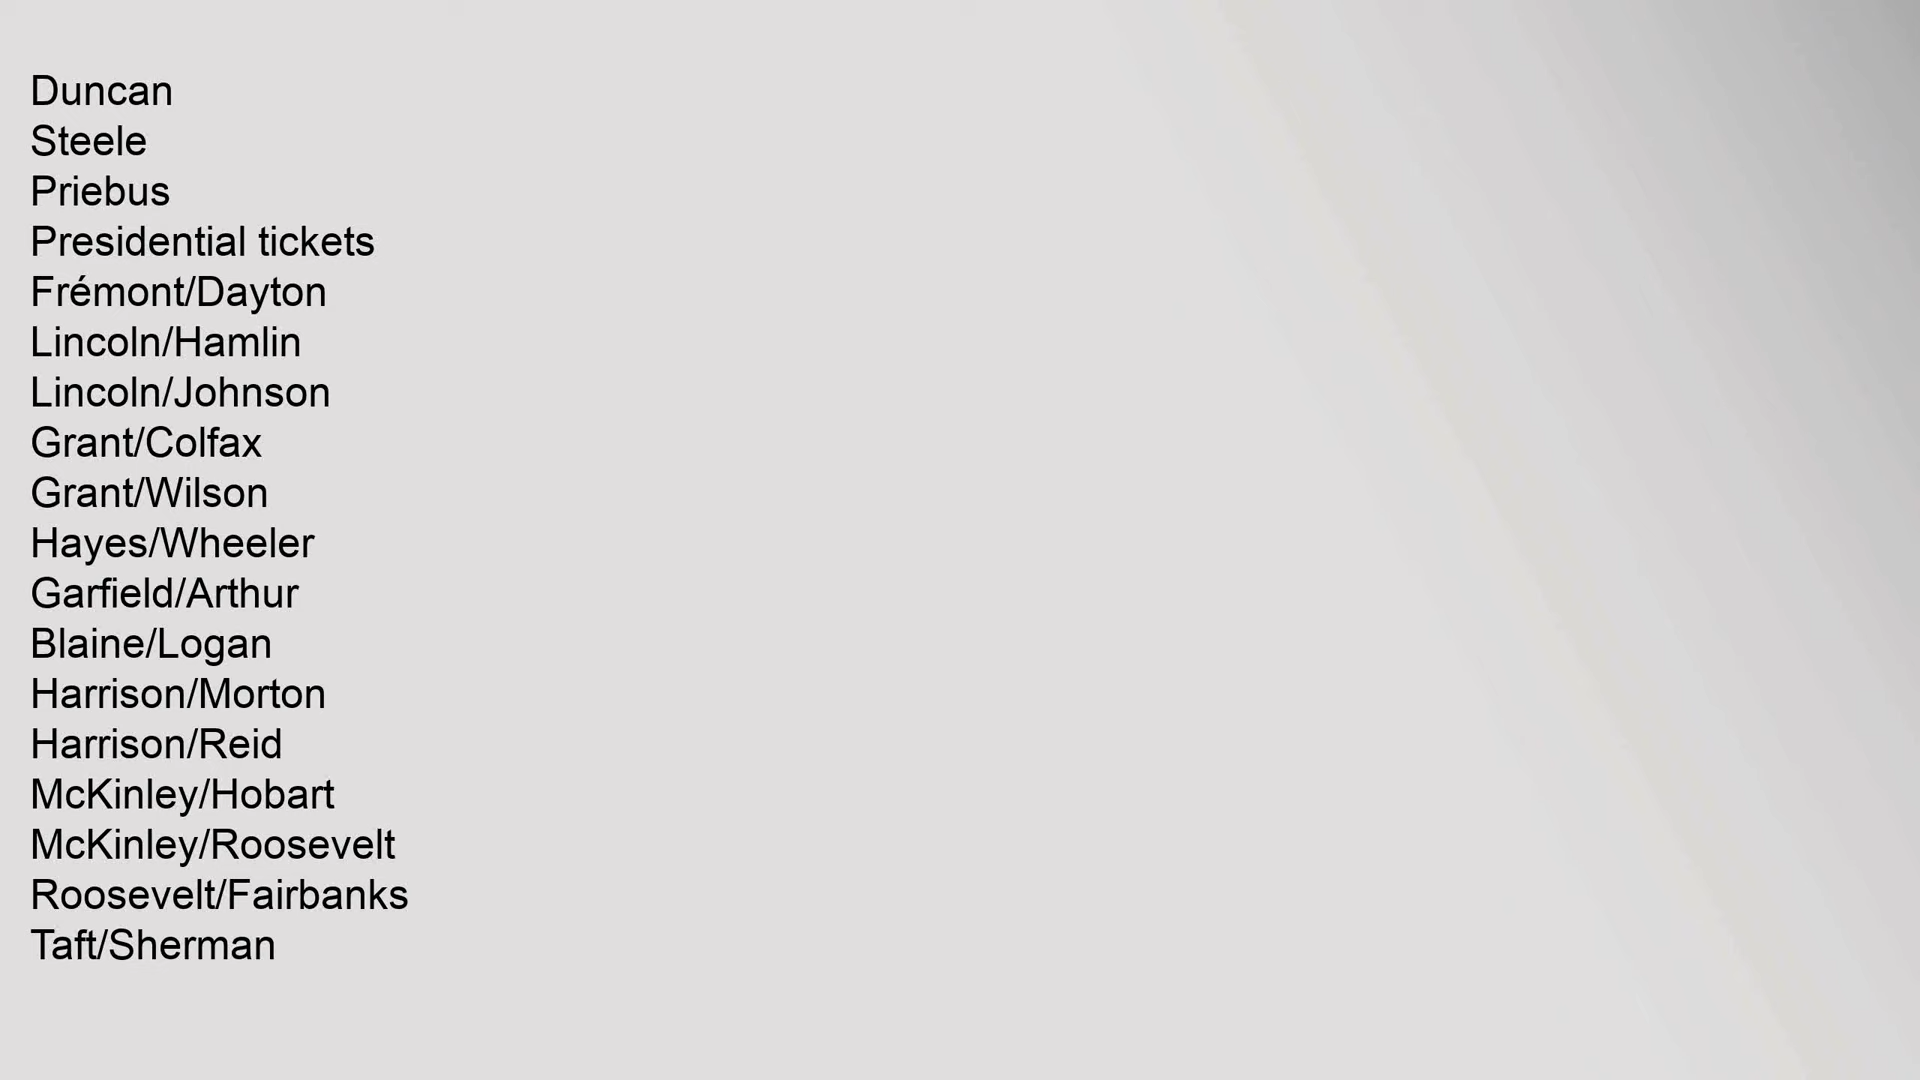 Duncan
Steele
Priebus
Presidential tickets
Frémont/Dayton
Lincoln/Hamlin
Lincoln/Johnson
Grant/Colfax
Grant/Wilson
Hayes/Wheeler
Garfield/Arthur
Blaine/Logan
Harrison/Morton
Harrison/Reid
McKinley/Hobart
McKinley/Roosevelt
Roosevelt/Fairbanks
Taft/Sherman